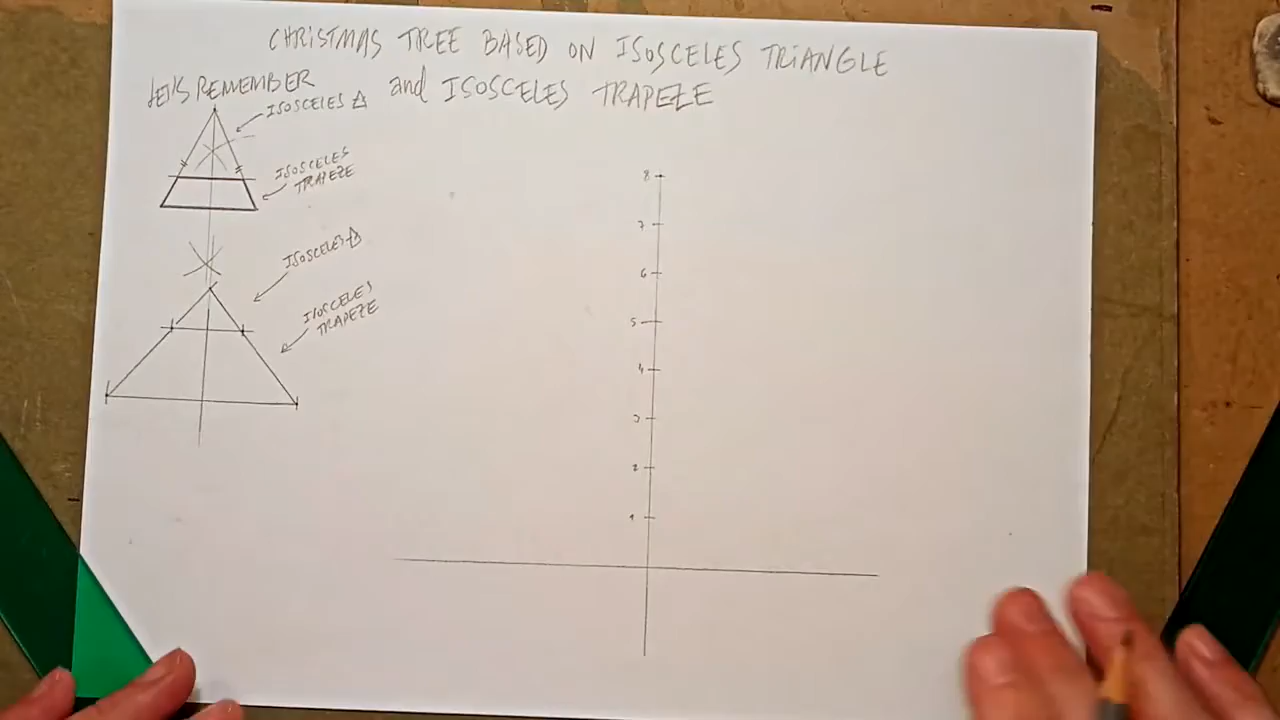 CHRISTMAS TREE BASED ON ISOSCELES TRIANGLE
and ISOSCELES TRAPEZE
LET'S REMEMBER
ISOSCELES △
ISOSCELES
TRAPEZE
ISOSCELES △
ISOSCELES
TRAPEZE
8
7
6
5
4
3
2
1